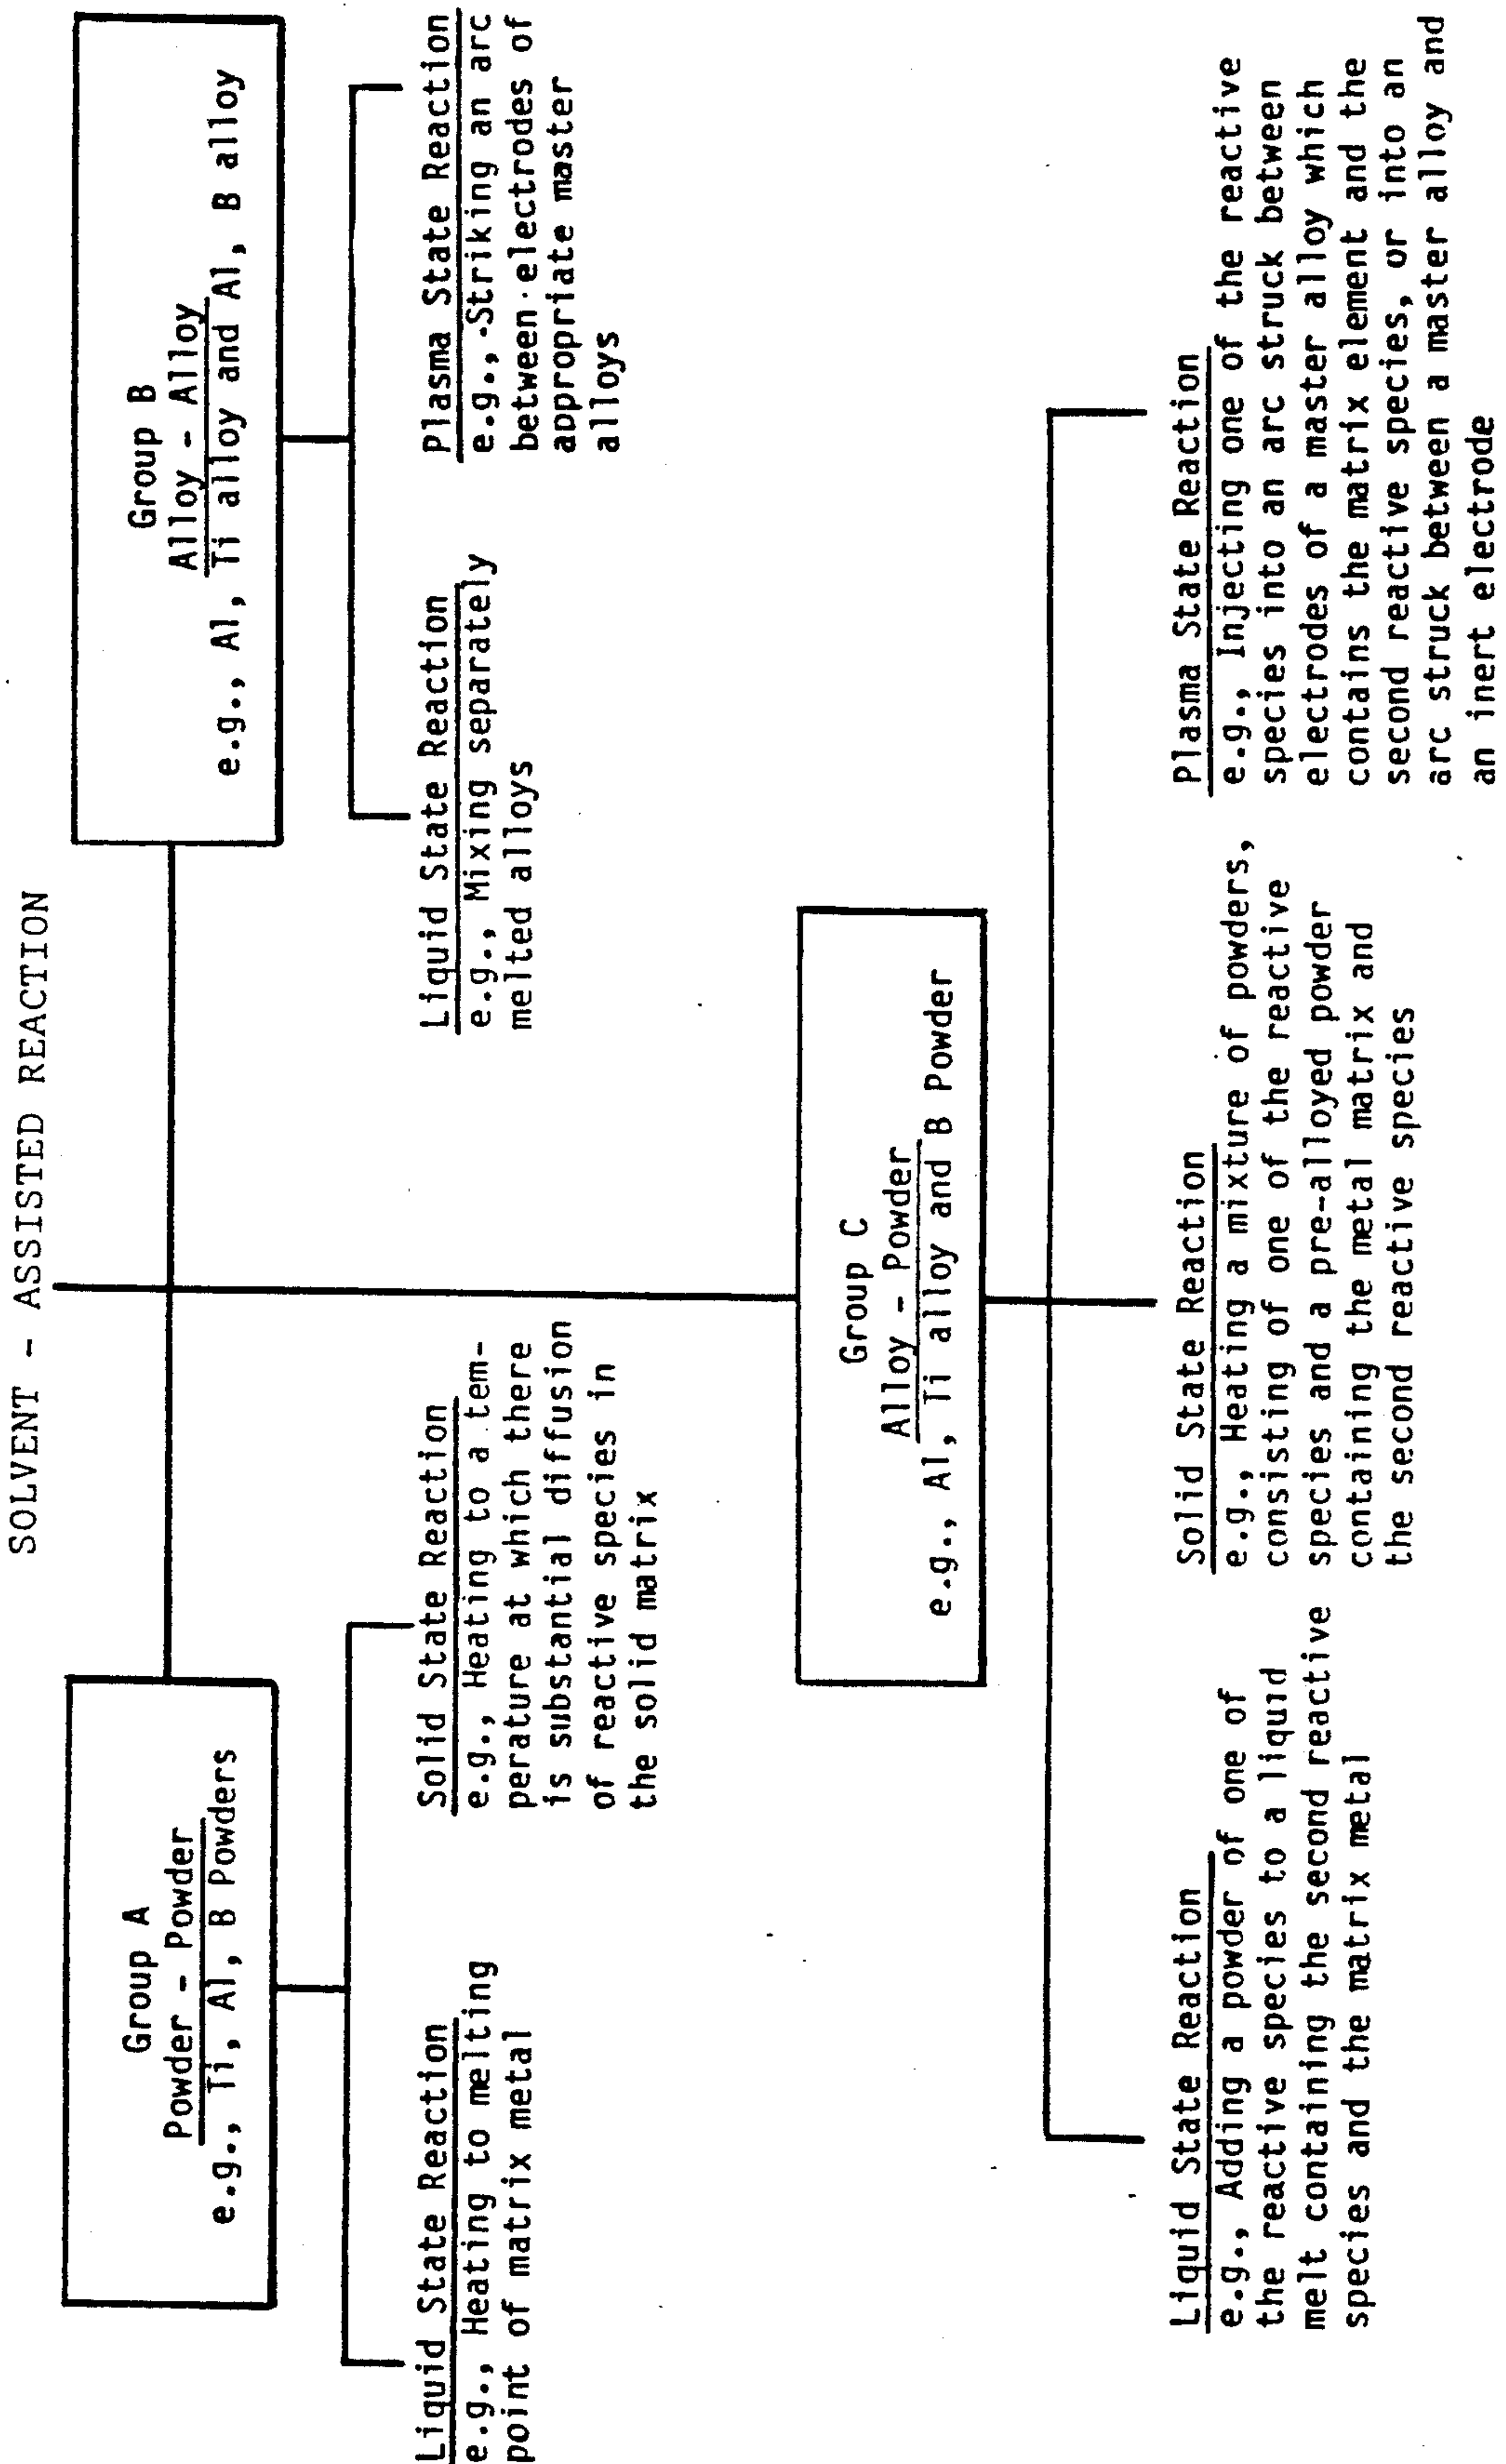 SOLVENT - ASSISTED REACTION
Group A
Powder - Powder
e.g., Ti, Al, B Powders
Liquid State Reaction
e.g., Heating to melting
point of matrix metal
Solid State Reaction
e.g., Heating to a tem-
perature at which there
is substantial diffusion
of reactive species in
the solid matrix
Group B
Alloy - Alloy
e.g., Al, Ti alloy and Al, B alloy
Liquid State Reaction
e.g., Mixing separately
melted alloys
Plasma State Reaction
e.g., Striking an arc
between electrodes of
appropriate master
alloys
Group C
Alloy - Powder
e.g., Al, Ti alloy and B Powder
Liquid State Reaction
e.g., Adding a powder of one of
the reactive species to a liquid
melt containing the second reactive
species and the matrix metal
Solid State Reaction
e.g., Heating a mixture of powders,
consisting of one of the reactive
species and a pre-alloyed powder
containing the metal matrix and
the second reactive species
Plasma State Reaction
e.g., Injecting one of the reactive
species into an arc struck between
electrodes of a master alloy which
contains the matrix element and the
second reactive species, or into an
arc struck between a master alloy and
an inert electrode